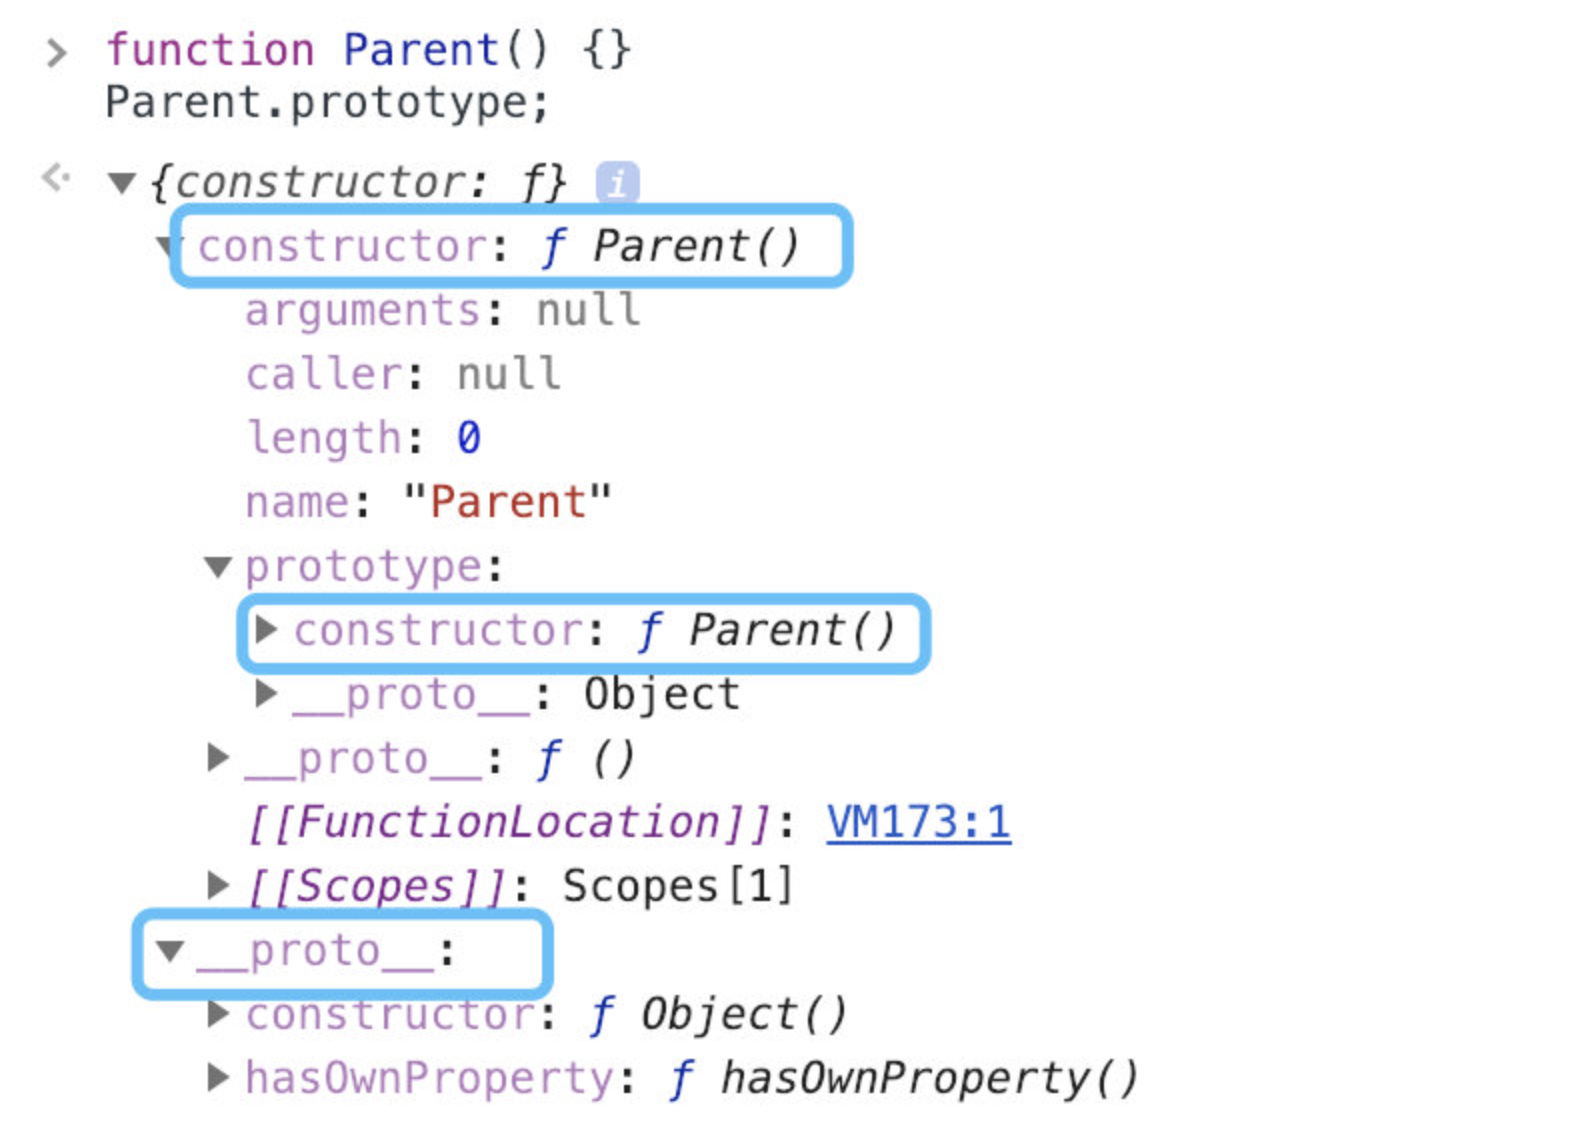 function Parent() {}
Parent.prototype;
{constructor: ƒ} i
constructor: ƒ Parent()
arguments: null
caller: null
length: 0
name: "Parent"
prototype:
constructor: ƒ Parent()
__proto__: Object
__proto__: ƒ ()
[[FunctionLocation]]: VM173:1
[[Scopes]]: Scopes[1]
__proto__:
constructor: ƒ Object()
hasOwnProperty: ƒ hasOwnProperty()